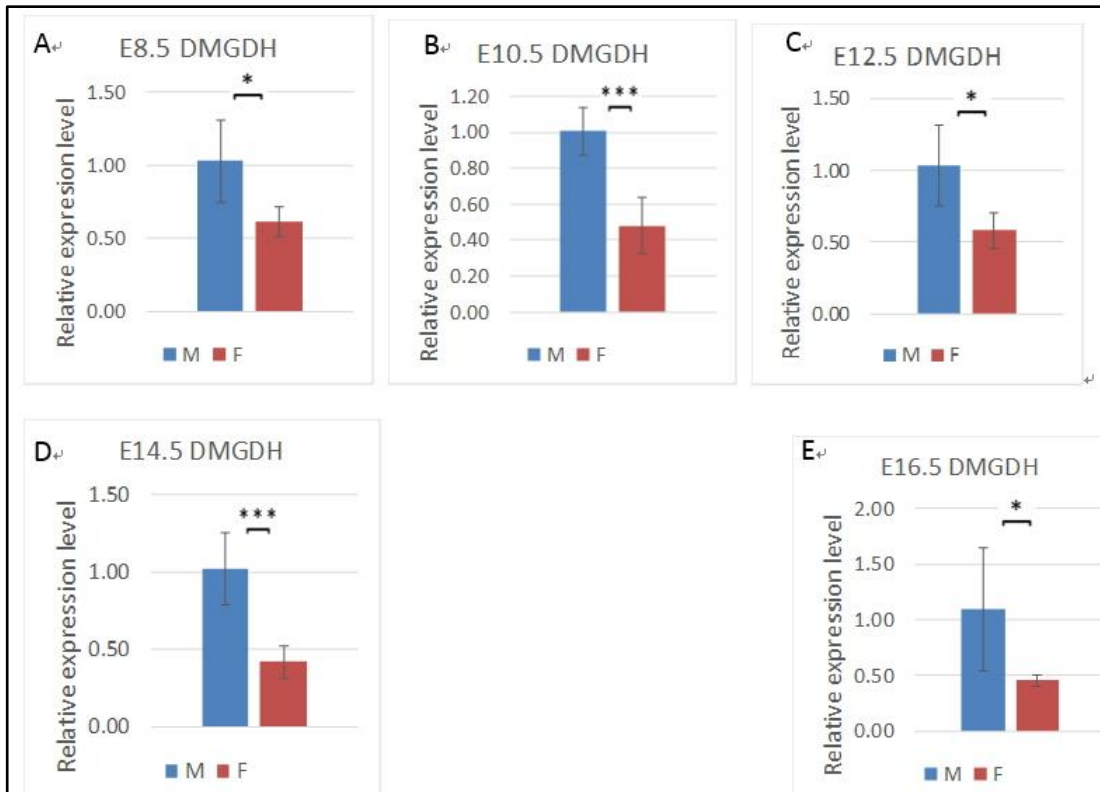 A
E8.5 DMGDH
*
1.50
1.00
0.50
0.00
Relative expresion level
M F
B
E10.5 DMGDH
***
1.20
1.00
0.80
0.60
0.40
0.20
0.00
Relative expression level
M F
C
E12.5 DMGDH
*
1.50
1.00
0.50
0.00
Relative expression level
M F
D
E14.5 DMGDH
***
1.50
1.00
0.50
0.00
Relative expression level
M F
E
E16.5 DMGDH
*
2.00
1.50
1.00
0.50
0.00
Relative expression level
M F